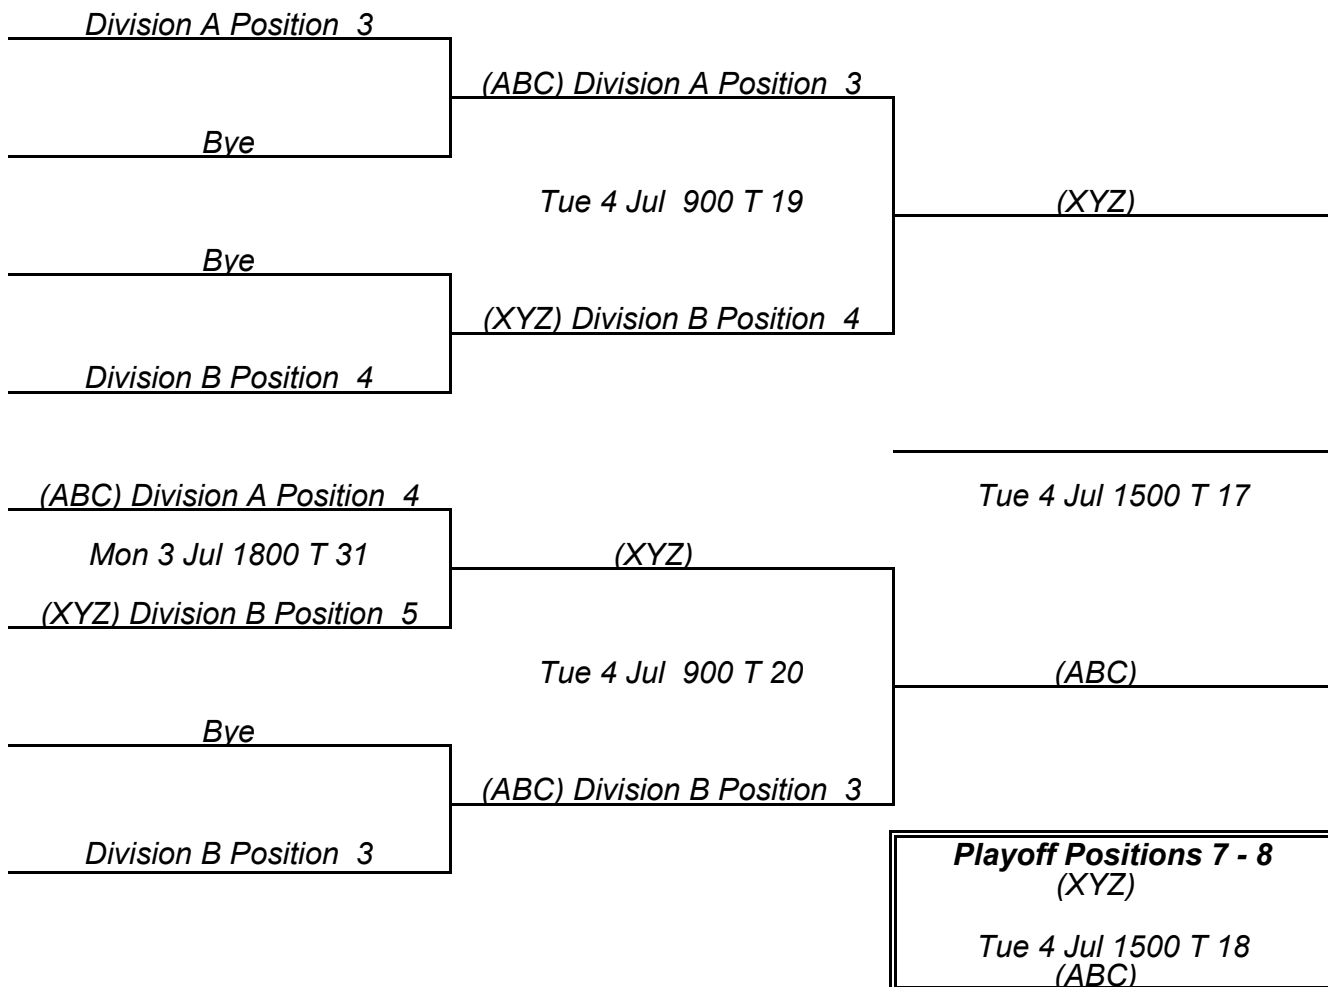 Division A Position 3
(ABC) Division A Position 3
Bye
Tue 4 Jul 900 T 19
(XYZ)
Bye
(XYZ) Division B Position 4
Division B Position 4
(ABC) Division A Position 4
Tue 4 Jul 1500 T 17
Mon 3 Jul 1800 T 31
(XYZ)
(XYZ) Division B Position 5
Tue 4 Jul 900 T 20
(ABC)
Bye
(ABC) Division B Position 3
Division B Position 3
Playoff Positions 7 - 8
(XYZ)
Tue 4 Jul 1500 T 18
(ABC)